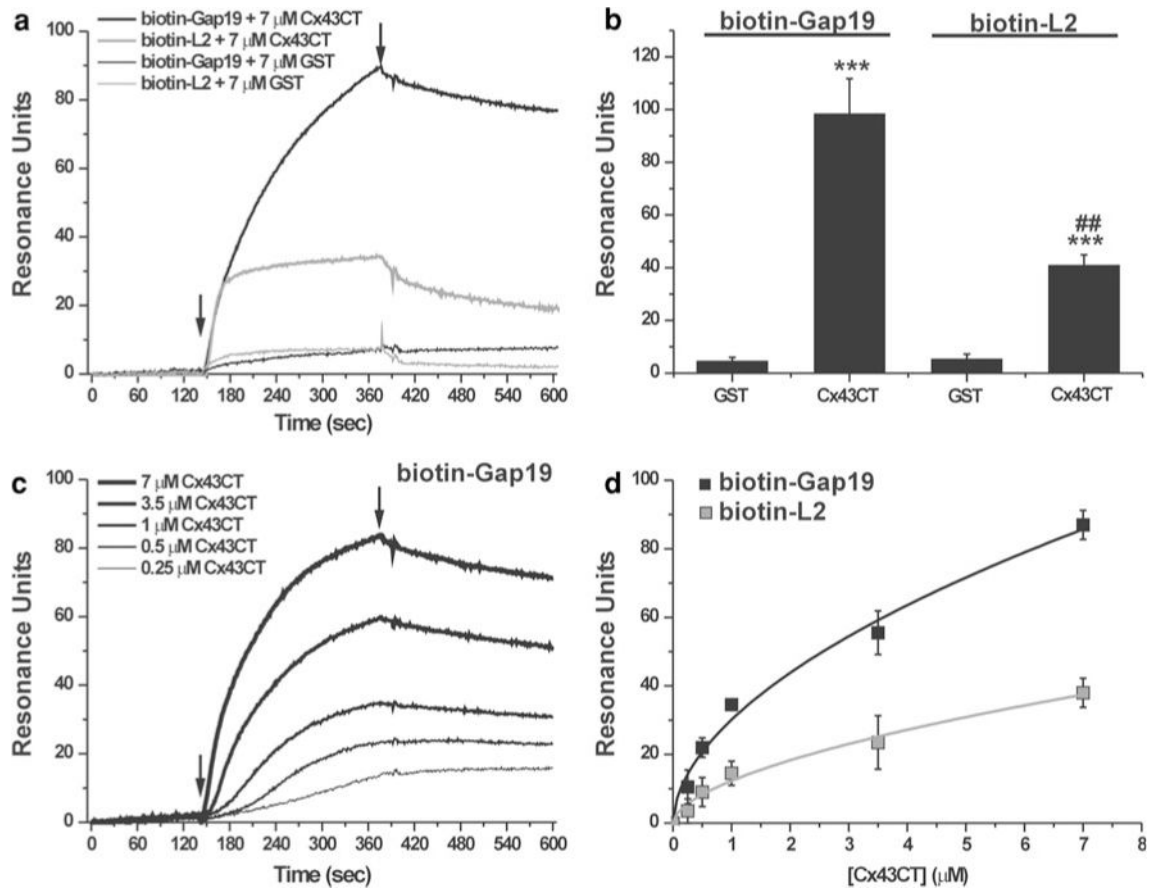 a
biotin-Gap19 + 7 μM Cx43CT
biotin-L2 + 7 μM Cx43CT
biotin-Gap19 + 7 μM GST
biotin-L2 + 7 μM GST
Resonance Units
100
80
60
40
20
0
0 60 120 180 240 300 360 420 480 540 600
Time (sec)
b
biotin-Gap19
biotin-L2
Resonance Units
120
100
80
60
40
20
0
***
##
***
GST Cx43CT GST Cx43CT
c
biotin-Gap19
7 μM Cx43CT
3.5 μM Cx43CT
1 μM Cx43CT
0.5 μM Cx43CT
0.25 μM Cx43CT
Resonance Units
100
80
60
40
20
0
0 60 120 180 240 300 360 420 480 540 600
Time (sec)
d
biotin-Gap19
biotin-L2
Resonance Units
100
80
60
40
20
0
0 1 2 3 4 5 6 7 8
[Cx43CT] (μM)